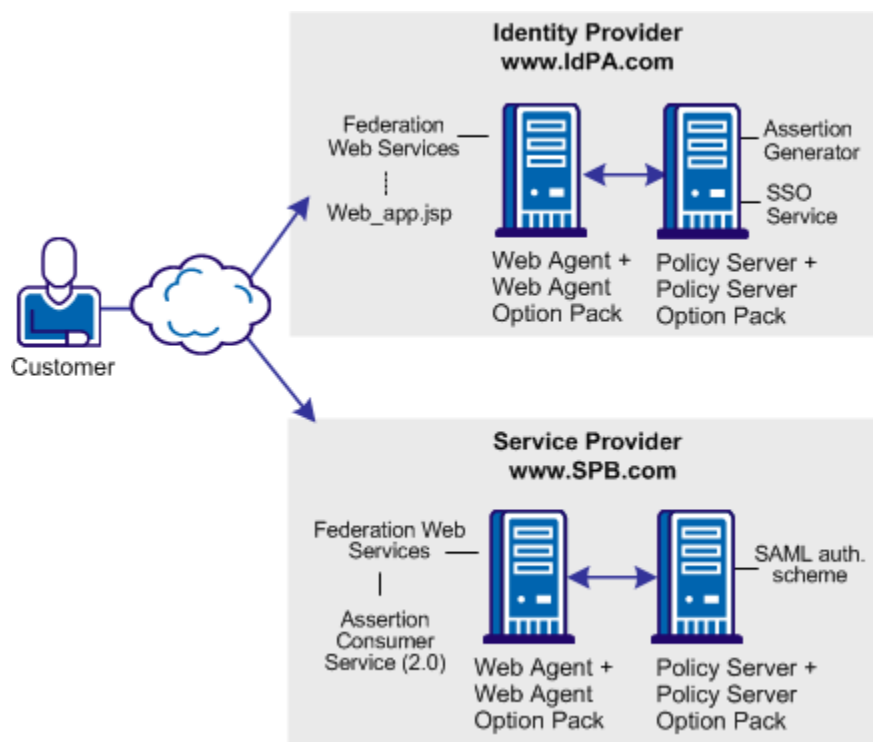 Identity Provider
www.IdPA.com
Federation
Web Services
Web_app.jsp
Assertion
Generator
SSO
Service
Web Agent +
Web Agent
Option Pack
Policy Server +
Policy Server
Option Pack
Customer
Service Provider
www.SPB.com
Federation Web
Services
Assertion
Consumer
Service (2.0)
SAML auth.
scheme
Web Agent +
Web Agent
Option Pack
Policy Server +
Policy Server
Option Pack